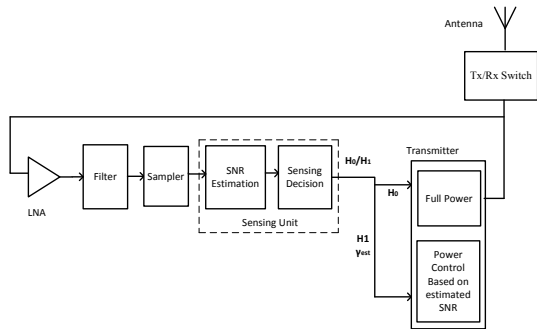 Antenna
Tx/Rx Switch
LNA
Filter
Sampler
SNR
Estimation
Sensing
Decision
Sensing Unit
H₀/H₁
H₀
H1
γest
Transmitter
Full Power
Power
Control
Based on
estimated
SNR